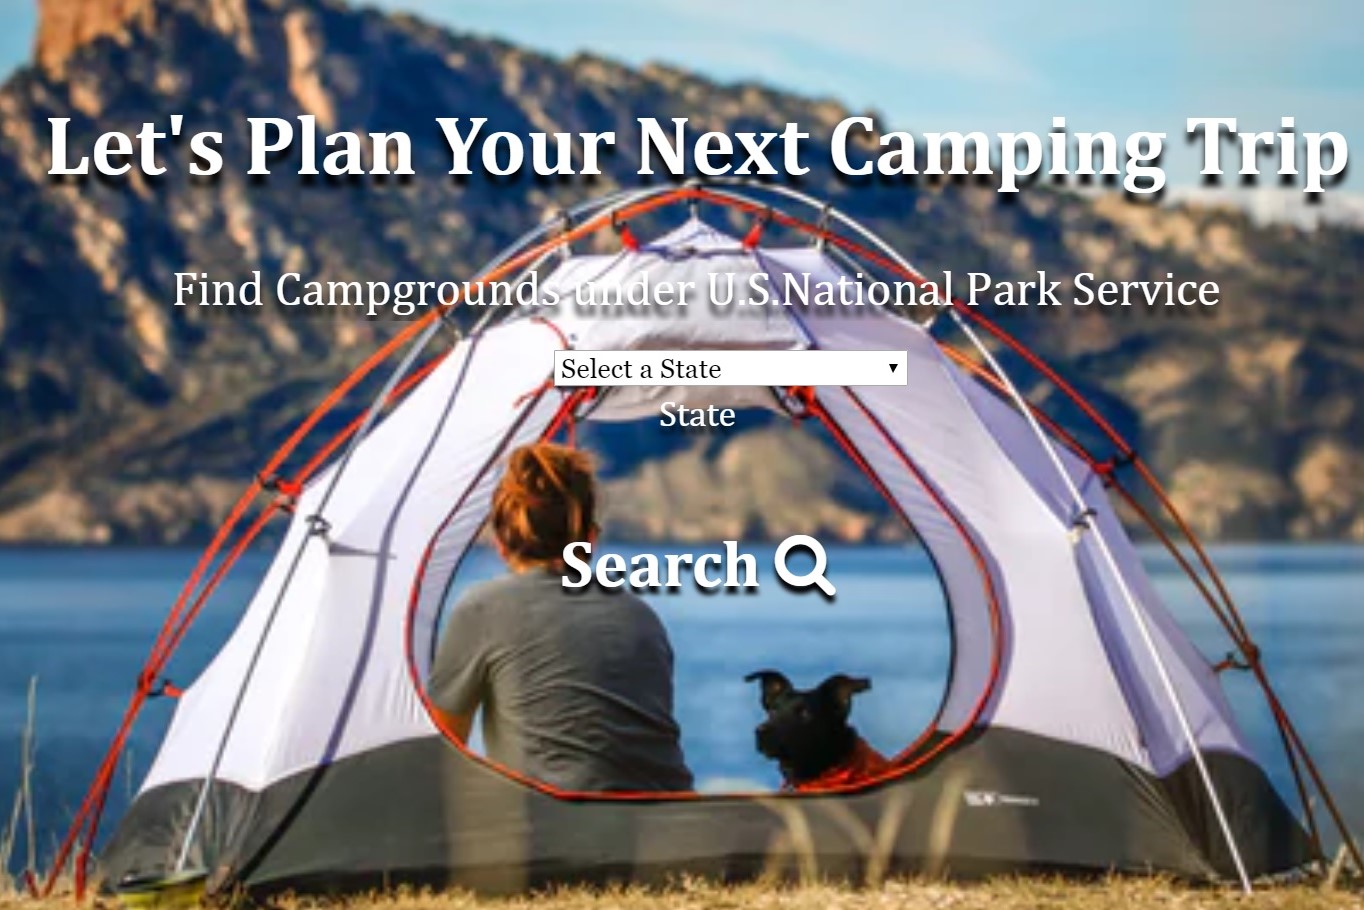 Let's Plan Your Next Camping Trip
Find Campgrounds under U.S.National Park Service
Select a State
State
Search